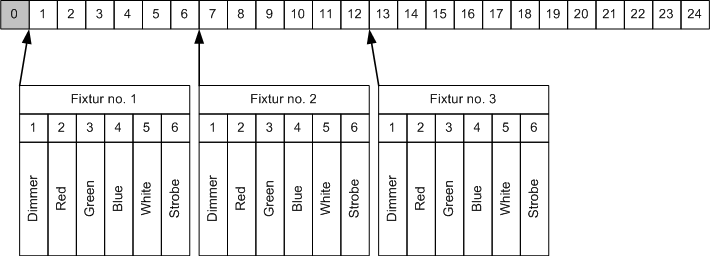 0 1 2 3 4 5 6 7 8 9 10 11 12 13 14 15 16 17 18 19 20 21 22 23 24
Fixtur no. 1
1 2 3 4 5 6
Dimmer
Red
Green
Blue
White
Strobe
Fixtur no. 2
1 2 3 4 5 6
Dimmer
Red
Green
Blue
White
Strobe
Fixtur no. 3
1 2 3 4 5 6
Dimmer
Red
Green
Blue
White
Strobe